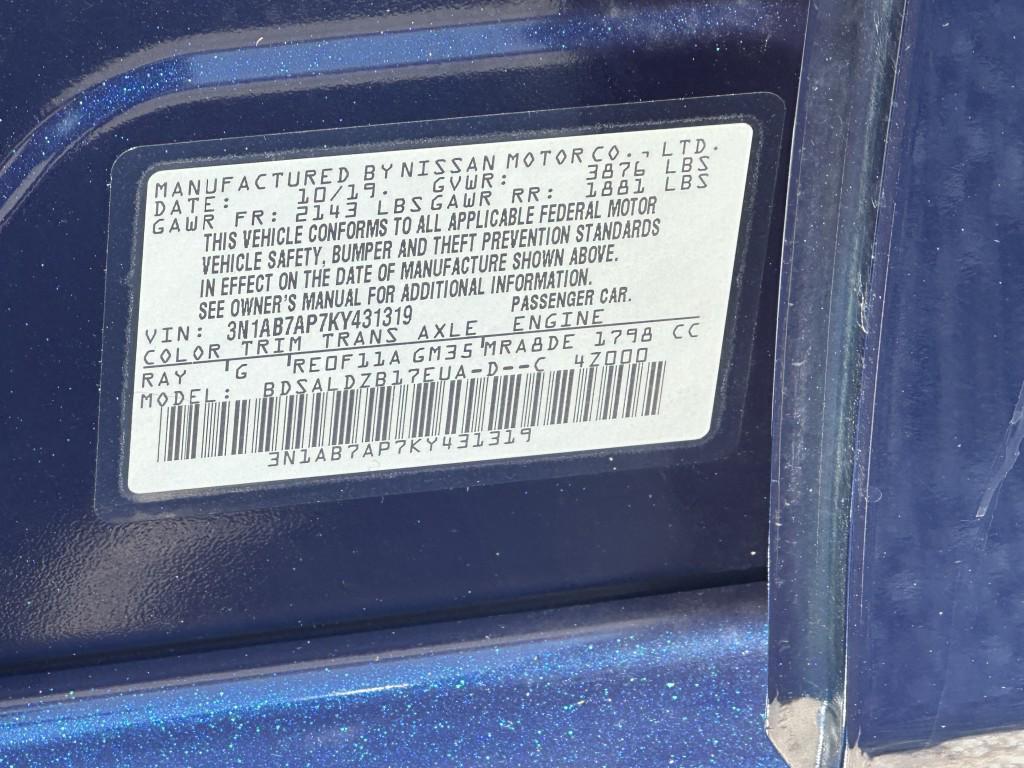 MANUFACTURED BY NISSAN MOTOR CO., LTD.
DATE: 10/19. GVWR: 3876 LBS
GAWR FR: 2143 LBS GAWR RR: 1881 LBS
THIS VEHICLE CONFORMS TO ALL APPLICABLE FEDERAL MOTOR
VEHICLE SAFETY, BUMPER AND THEFT PREVENTION STANDARDS
IN EFFECT ON THE DATE OF MANUFACTURE SHOWN ABOVE.
SEE OWNER'S MANUAL FOR ADDITIONAL INFORMATION.
VIN: 3N1AB7AP7KY431319 PASSENGER CAR.
COLOR TRIM TRANS AXLE ENGINE
RAY G RE0F11A GM35 MRA8DE 1798 CC
MODEL: BDSALDZB17EUA-D--C 4Z000
3N1AB7AP7KY431319